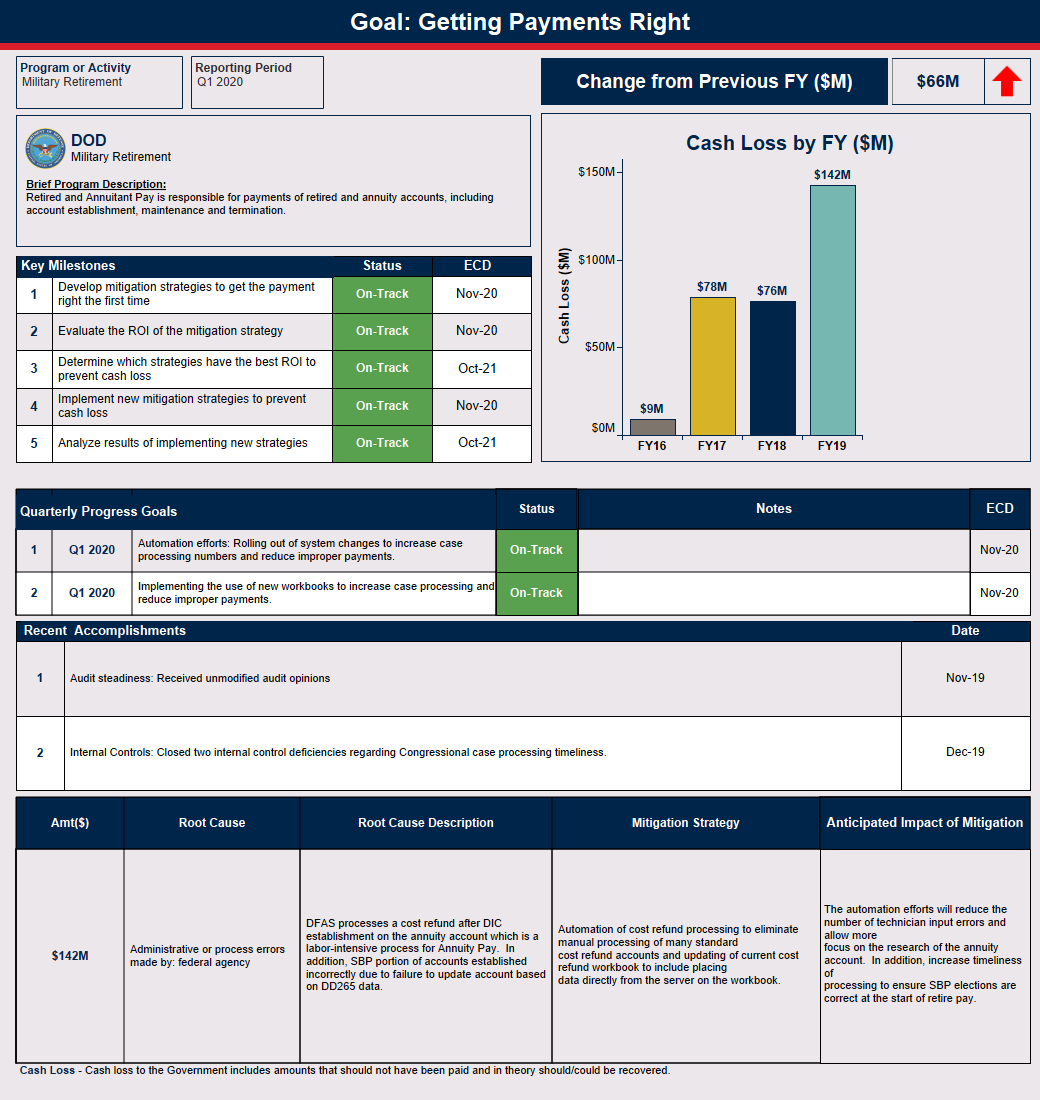 Goal: Getting Payments Right
Program or Activity
Military Retirement
Reporting Period
Q1 2020
Change from Previous FY ($M)
$66M
DOD
Military Retirement
Brief Program Description:
Retired and Annuitant Pay is responsible for payments of retired and annuity accounts, including
account establishment, maintenance and termination.
Cash Loss by FY ($M)
Cash Loss ($M)
$150M
$100M
$50M
$0M
$9M
$78M
$76M
$142M
FY16 FY17 FY18 FY19
Key Milestones Status ECD
1 Develop mitigation strategies to get the payment
right the first time On-Track Nov-20
2 Evaluate the ROI of the mitigation strategy On-Track Nov-20
3 Determine which strategies have the best ROI to
prevent cash loss On-Track Oct-21
4 Implement new mitigation strategies to prevent
cash loss On-Track Nov-20
5 Analyze results of implementing new strategies On-Track Oct-21
Quarterly Progress Goals Status Notes ECD
1 Q1 2020 Automation efforts: Rolling out of system changes to increase case
processing numbers and reduce improper payments. On-Track Nov-20
2 Q1 2020 Implementing the use of new workbooks to increase case processing and
reduce improper payments. On-Track Nov-20
Recent Accomplishments Date
1 Audit steadiness: Received unmodified audit opinions Nov-19
2 Internal Controls: Closed two internal control deficiencies regarding Congressional case processing timeliness. Dec-19
Amt($) Root Cause Root Cause Description Mitigation Strategy Anticipated Impact of Mitigation
$142M
Administrative or process errors
made by: federal agency
DFAS processes a cost refund after DIC
establishment on the annuity account which is a
labor-intensive process for Annuity Pay. In
addition, SBP portion of accounts established
incorrectly due to failure to update account based
on DD265 data.
Automation of cost refund processing to eliminate
manual processing of many standard
cost refund accounts and updating of current cost
refund workbook to include placing
data directly from the server on the workbook.
The automation efforts will reduce the
number of technician input errors and
allow more
focus on the research of the annuity
account. In addition, increase timeliness
of
processing to ensure SBP elections are
correct at the start of retire pay.
Cash Loss - Cash loss to the Government includes amounts that should not have been paid and in theory should/could be recovered.